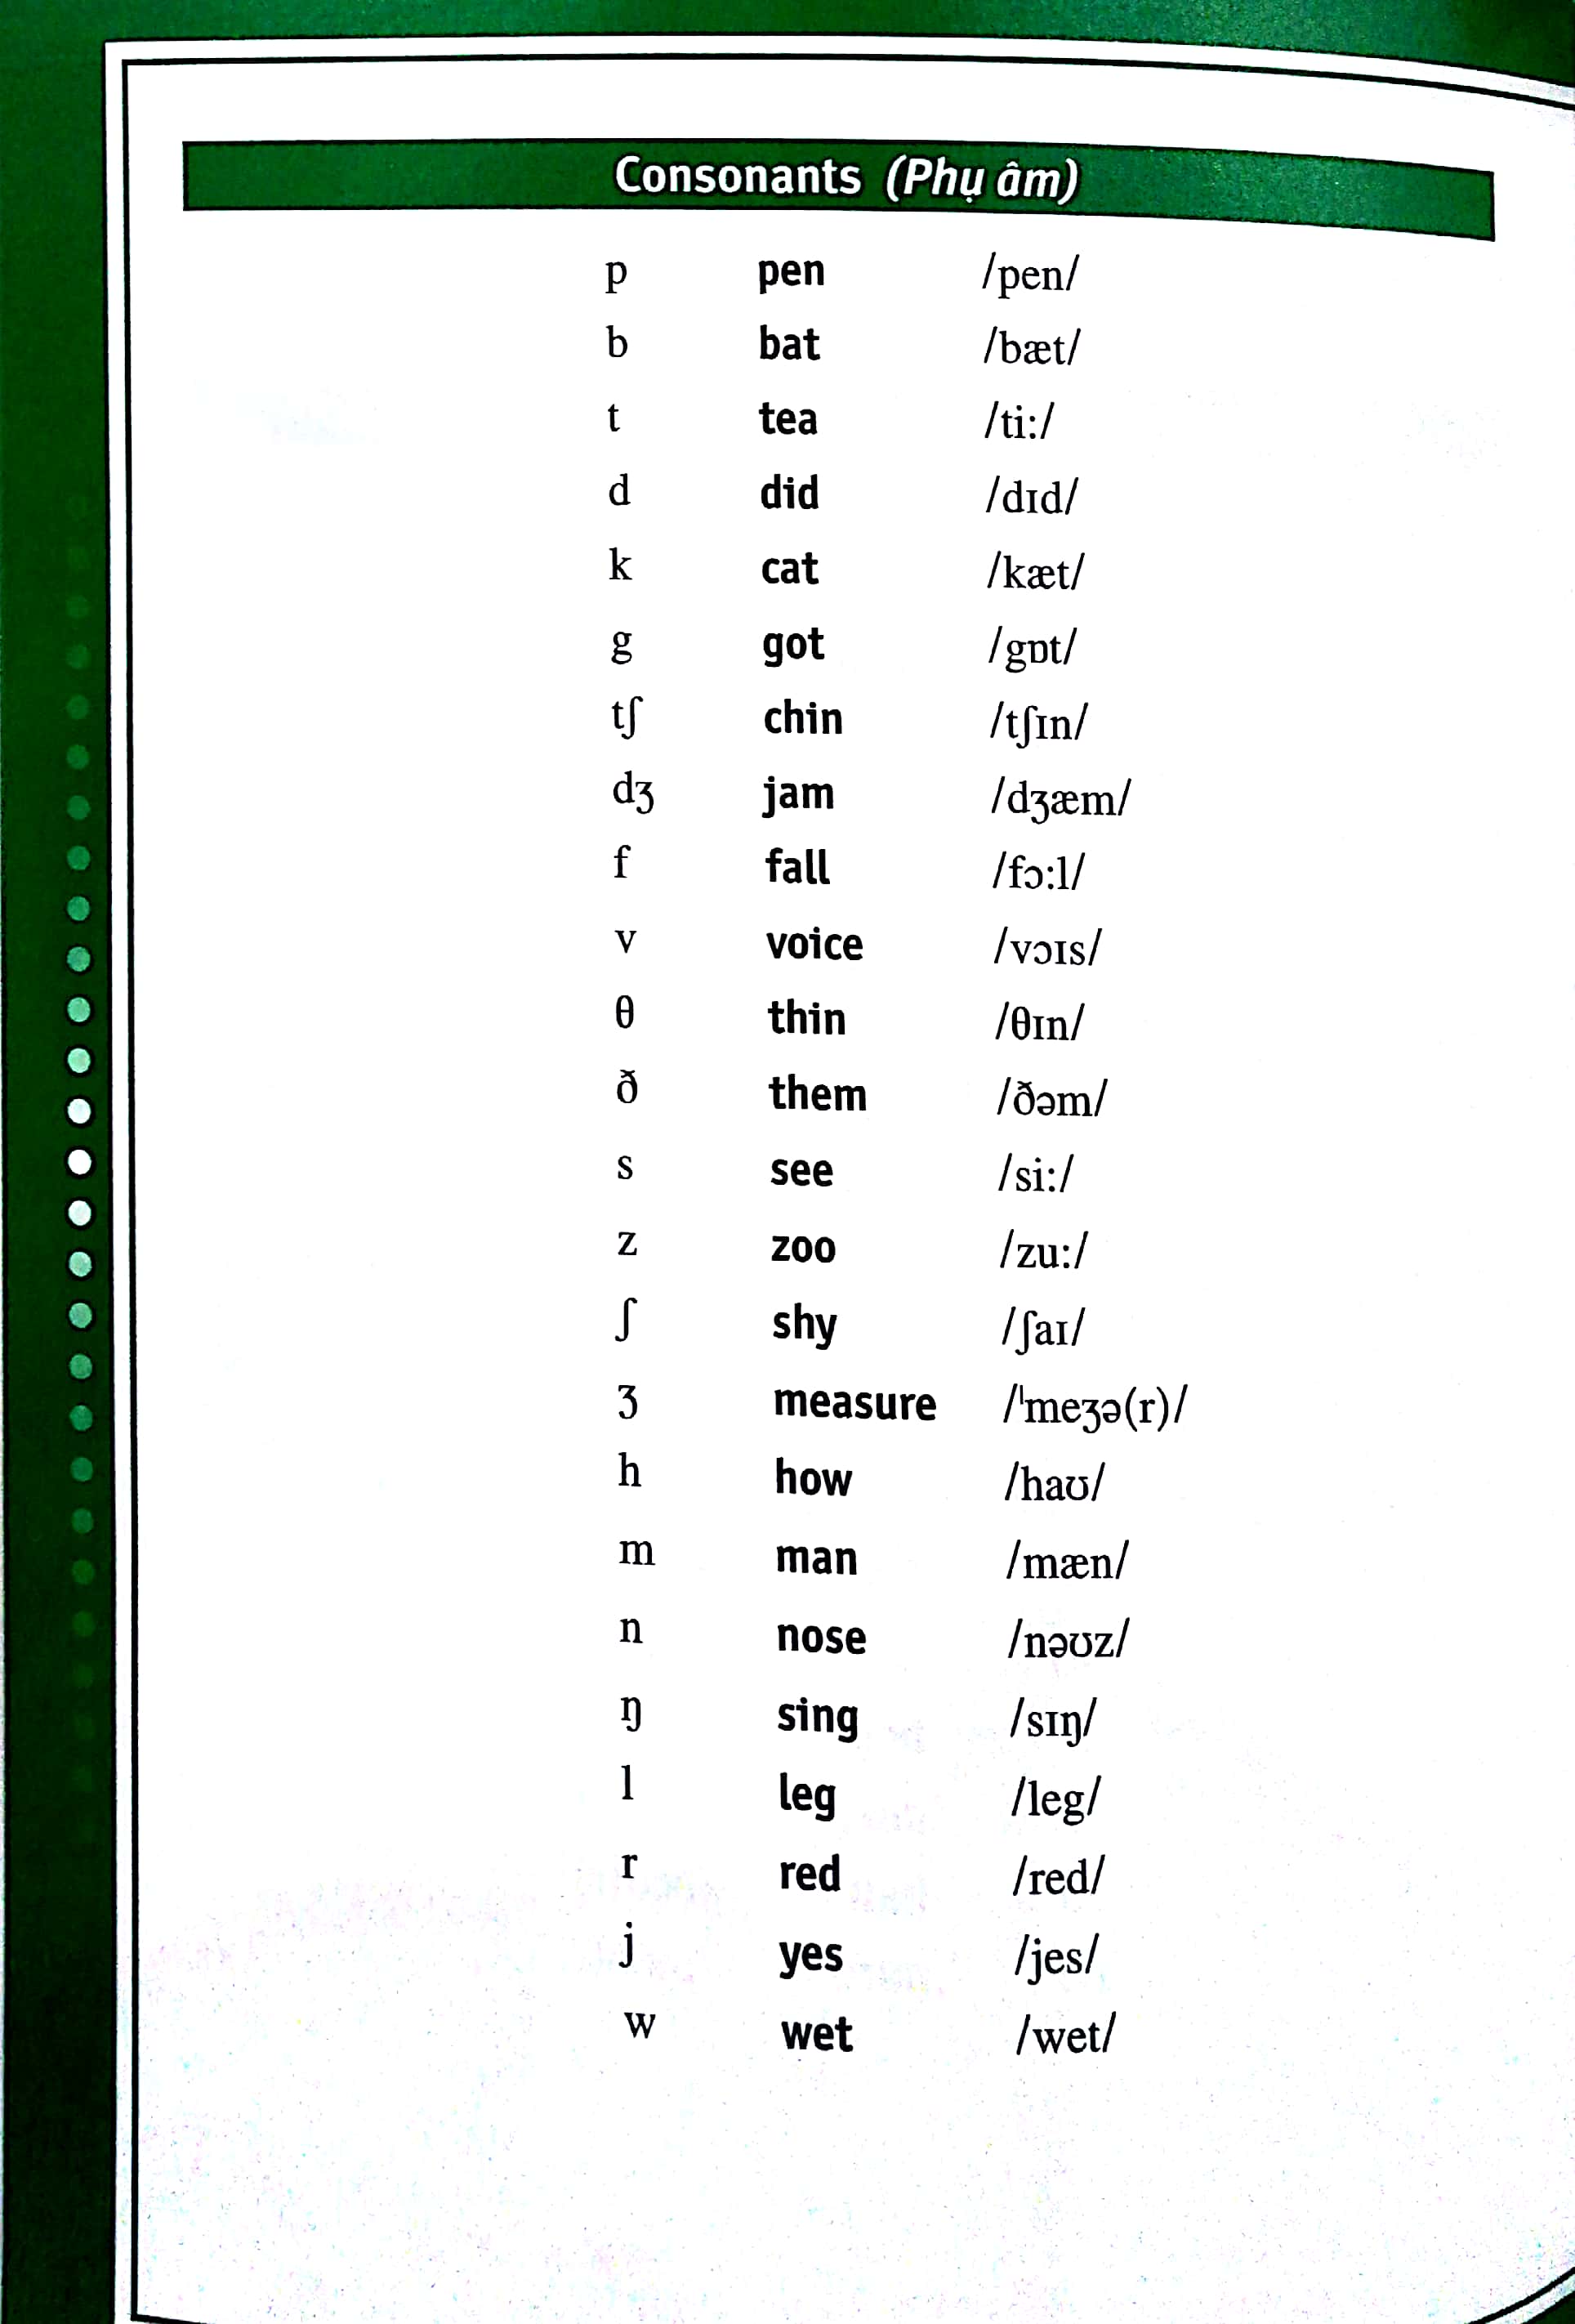 Consonants (Phụ âm)
p pen /pen/
b bat /bæt/
t tea /ti:/
d did /dɪd/
k cat /kæt/
g got /gɒt/
tʃ chin /tʃɪn/
dʒ jam /dʒæm/
f fall /fɔ:l/
v voice /vɔɪs/
θ thin /θɪn/
ð them /ðəm/
s see /si:/
z zoo /zu:/
ʃ shy /ʃaɪ/
ʒ measure /ˈmeʒə(r)/
h how /haʊ/
m man /mæn/
n nose /nəʊz/
ŋ sing /sɪŋ/
l leg /leg/
r red /red/
j yes /jes/
w wet /wet/